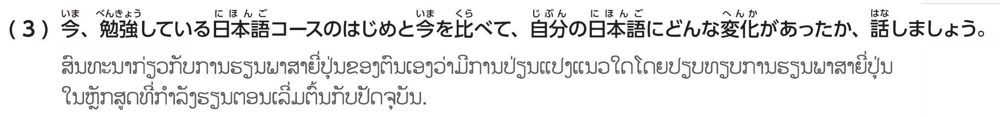 いま べんきょう にほんご いま くら じぶん にほんご へんか はな
(3) 今、勉強している日本語コースのはじめと今を比べて、自分の日本語にどんな変化があったか、話しましょう。
ສົນທະນາກ່ຽວກັບການຮຽນພາສາຍີ່ປຸ່ນຂອງຕົນເອງວ່າມີການປ່ຽນແປງແນວໃດໂດຍປຽບທຽບການຮຽນພາສາຍີ່ປຸ່ນ
ໃນຫຼັກສູດທີ່ກຳລັງຮຽນຕອນເລີ່ມຕົ້ນກັບປັດຈຸບັນ.